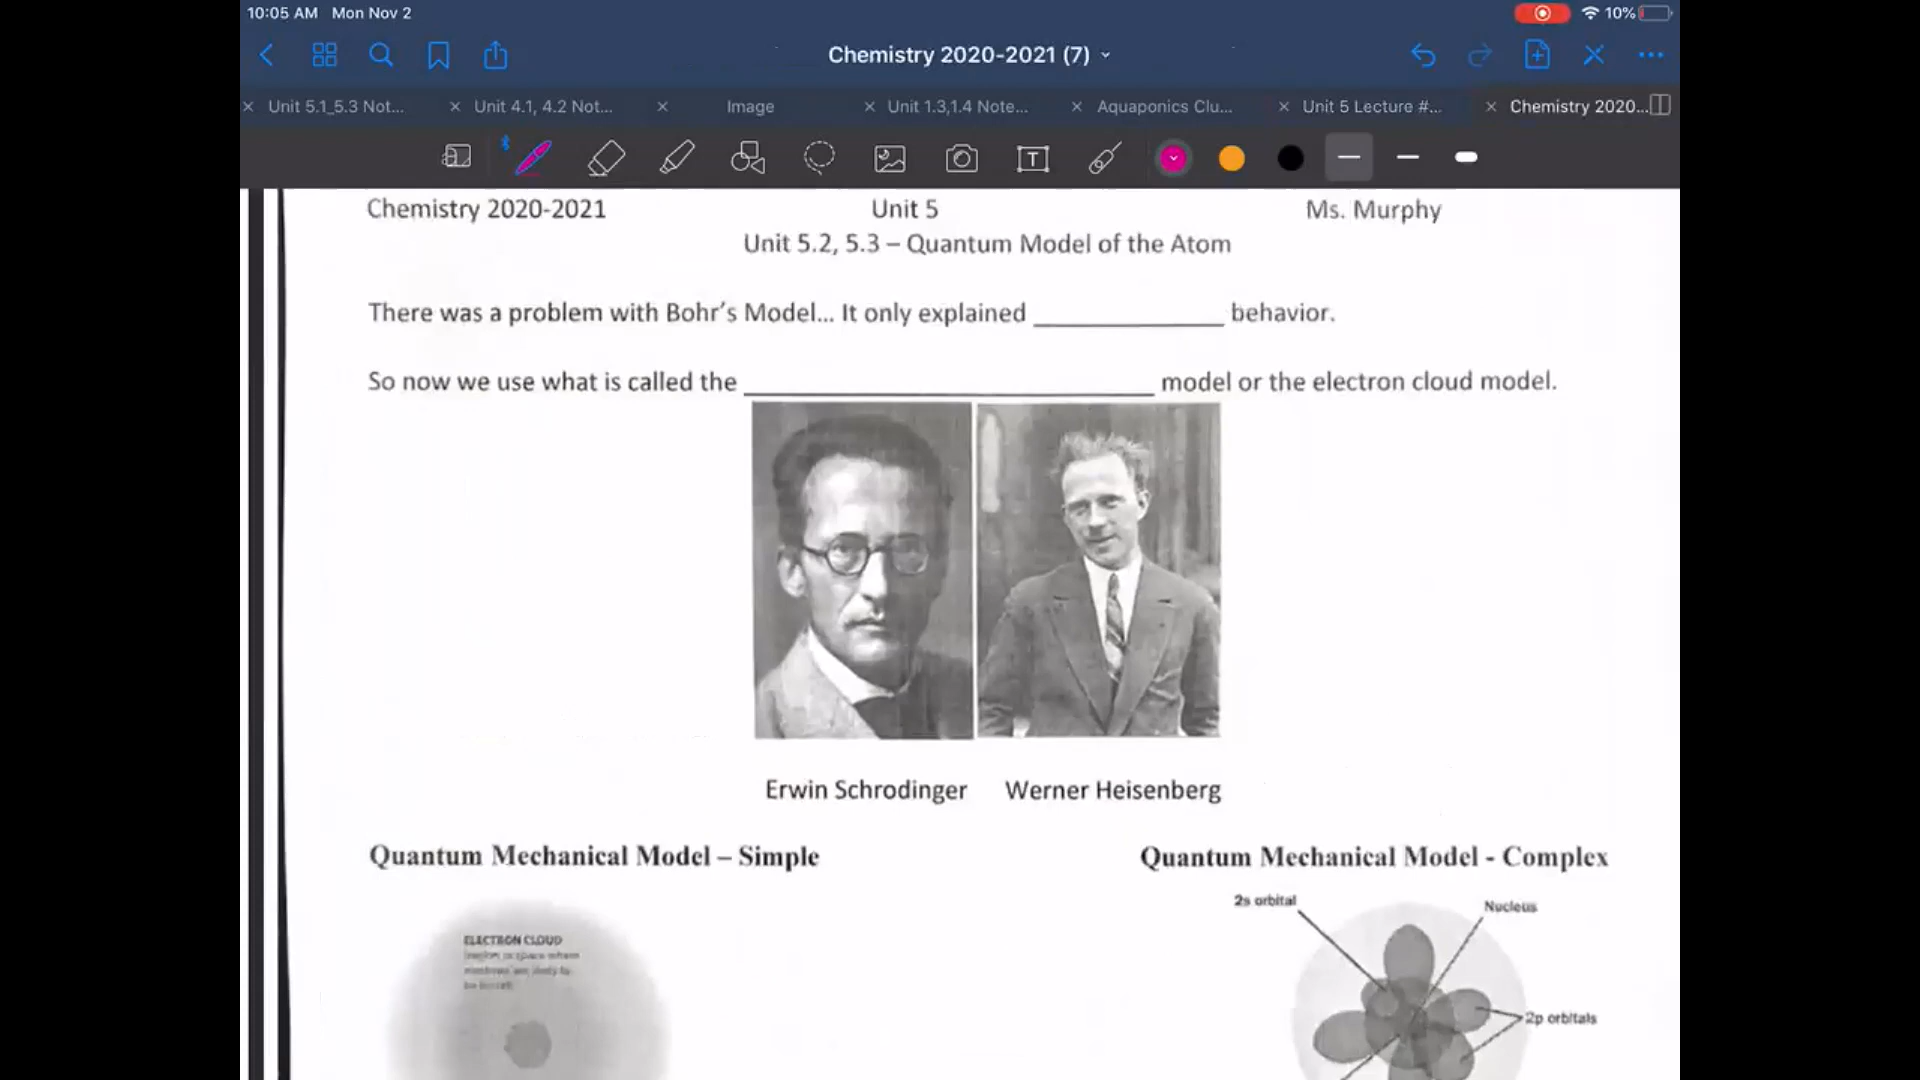 10:05 AM Mon Nov 2
10%
Chemistry 2020-2021 (7)
Unit 5.1_5.3 Not...
Unit 4.1, 4.2 Not...
Image
Unit 1.3,1.4 Note...
Aquaponics Clu...
Unit 5 Lecture #...
Chemistry 2020...
T
Chemistry 2020-2021 Unit 5 Ms. Murphy
Unit 5.2, 5.3 – Quantum Model of the Atom
There was a problem with Bohr's Model... It only explained ______________ behavior.
So now we use what is called the ______________________________ model or the electron cloud model.
Erwin Schrodinger Werner Heisenberg
Quantum Mechanical Model – Simple
Quantum Mechanical Model - Complex
ELECTRON CLOUD
be found
2s orbital
Nucleus
2p orbitals